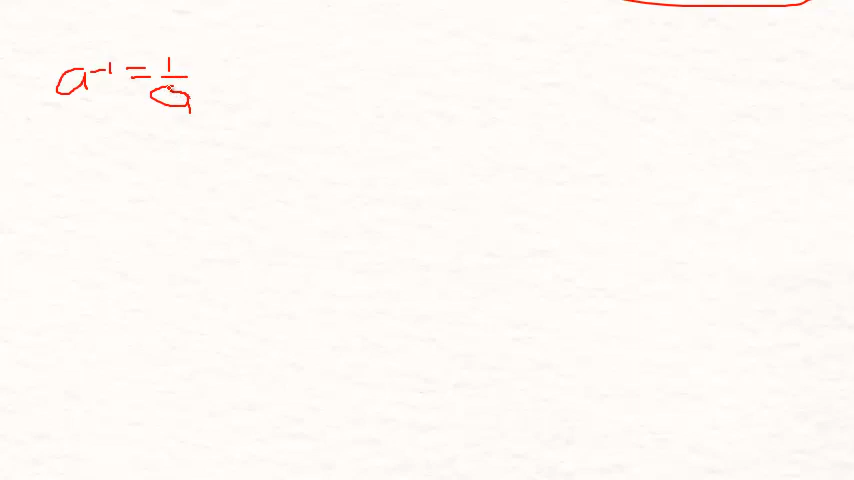 a⁻¹ = 1/a